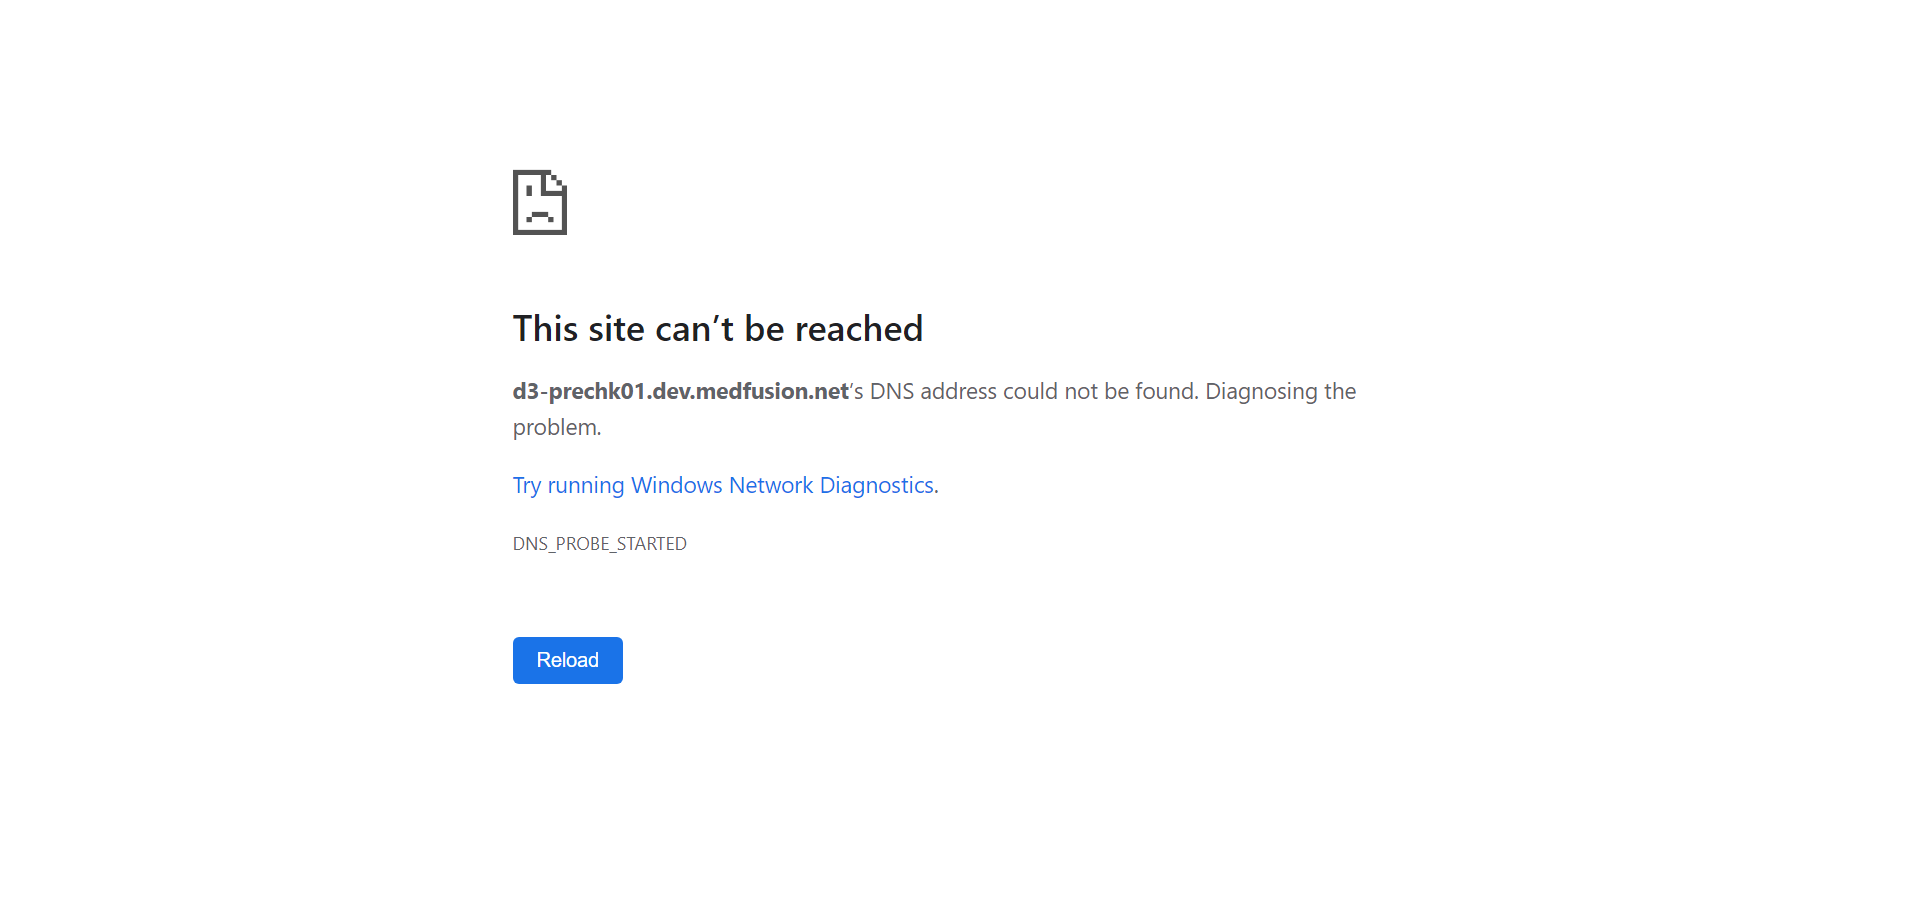 This site can’t be reached
d3-prechk01.dev.medfusion.net’s DNS address could not be found. Diagnosing the
problem.
Try running Windows Network Diagnostics.
DNS_PROBE_STARTED
Reload